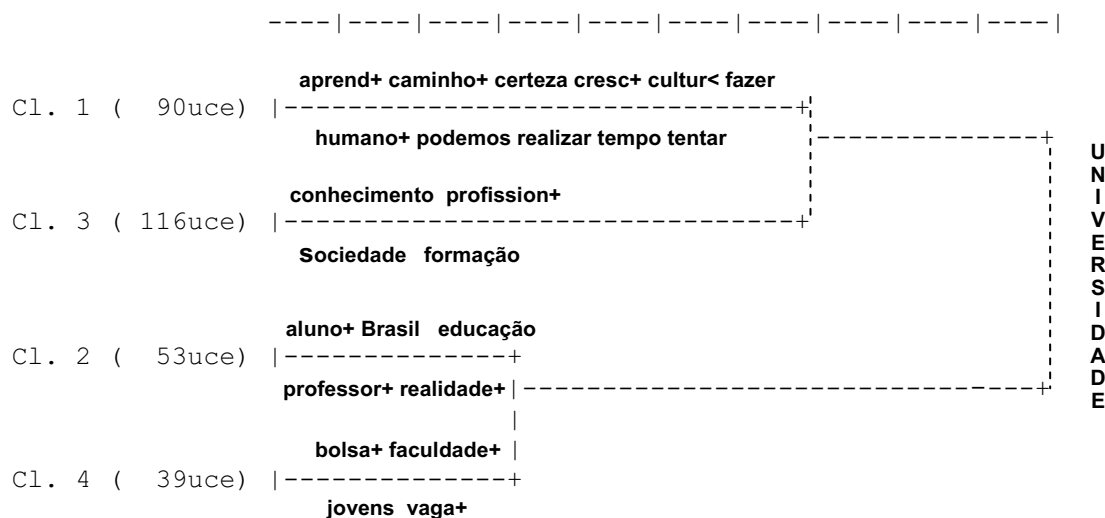 ----|----|----|----|----|----|----|----|----|----|
aprend+ caminho+ certeza cresc+ cultur< fazer
Cl. 1 (  90uce) |---------------------------------+
humano+ podemos realizar tempo tentar
conhecimento profission+
Cl. 3 ( 116uce) |---------------------------------+
Sociedade formação
aluno+ Brasil educação
Cl. 2 (  53uce) |--------------+
professor+ realidade+
bolsa+ faculdade+
Cl. 4 (  39uce) |--------------+
jovens vaga+
UNIVERSIDADE